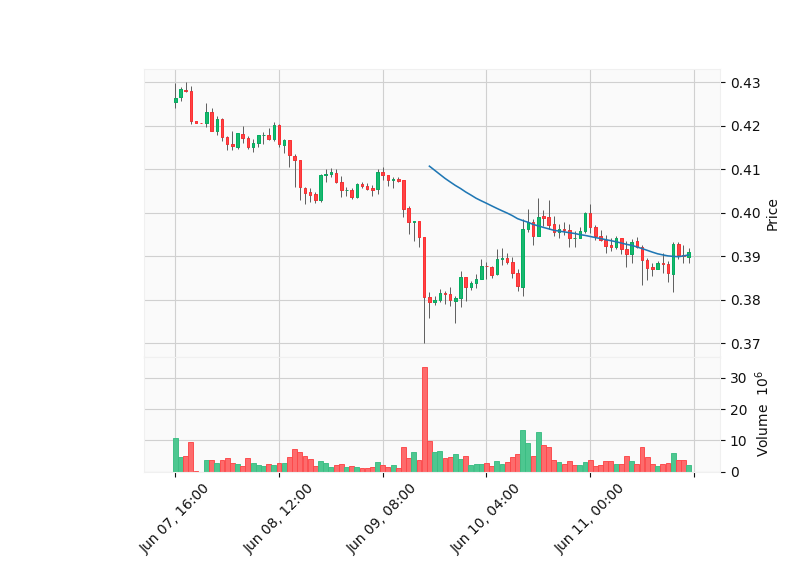 0.43
0.42
0.41
0.40
0.39
0.38
0.37
Price
30
20
10
0
Volume 10⁶
Jun 07, 16:00
Jun 08, 12:00
Jun 09, 08:00
Jun 10, 04:00
Jun 11, 00:00